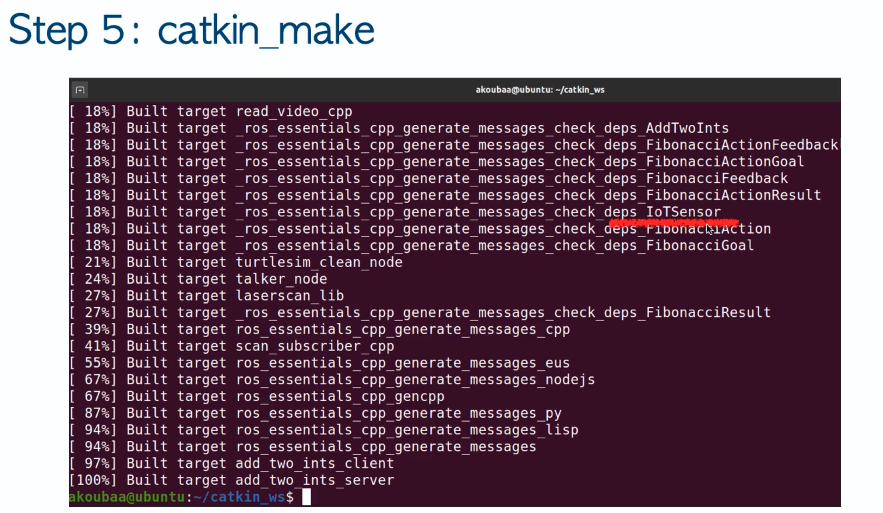 Step 5: catkin_make
akoubaa@ubuntu: ~/catkin_ws
[ 18%] Built target read_video_cpp
[ 18%] Built target _ros_essentials_cpp_generate_messages_check_deps_AddTwoInts
[ 18%] Built target _ros_essentials_cpp_generate_messages_check_deps_FibonacciActionFeedback
[ 18%] Built target _ros_essentials_cpp_generate_messages_check_deps_FibonacciActionGoal
[ 18%] Built target _ros_essentials_cpp_generate_messages_check_deps_FibonacciFeedback
[ 18%] Built target _ros_essentials_cpp_generate_messages_check_deps_FibonacciActionResult
[ 18%] Built target _ros_essentials_cpp_generate_messages_check_deps_IoTSensor
[ 18%] Built target _ros_essentials_cpp_generate_messages_check_deps_FibonacciAction
[ 18%] Built target _ros_essentials_cpp_generate_messages_check_deps_FibonacciGoal
[ 21%] Built target turtlesim_clean_node
[ 24%] Built target talker_node
[ 27%] Built target laserscan_lib
[ 27%] Built target _ros_essentials_cpp_generate_messages_check_deps_FibonacciResult
[ 39%] Built target ros_essentials_cpp_generate_messages_cpp
[ 41%] Built target scan_subscriber_cpp
[ 55%] Built target ros_essentials_cpp_generate_messages_eus
[ 67%] Built target ros_essentials_cpp_generate_messages_nodejs
[ 67%] Built target ros_essentials_cpp_gencpp
[ 87%] Built target ros_essentials_cpp_generate_messages_py
[ 94%] Built target ros_essentials_cpp_generate_messages_lisp
[ 94%] Built target ros_essentials_cpp_generate_messages
[ 97%] Built target add_two_ints_client
[100%] Built target add_two_ints_server
akoubaa@ubuntu:~/catkin_ws$